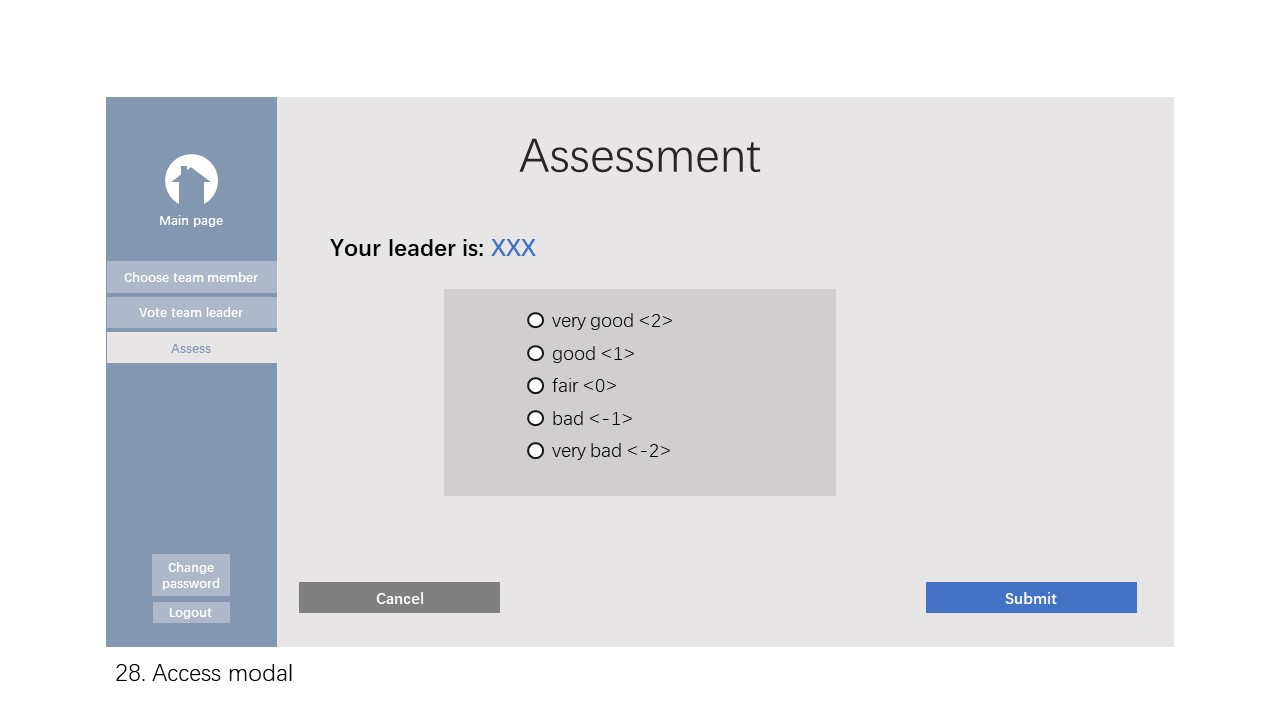 Assessment
Main page
Your leader is: XXX
Choose team member
Vote team leader
Assess
very good <2>
good <1>
fair <0>
bad <-1>
very bad <-2>
Change
password
Logout
Cancel
Submit
28. Access modal